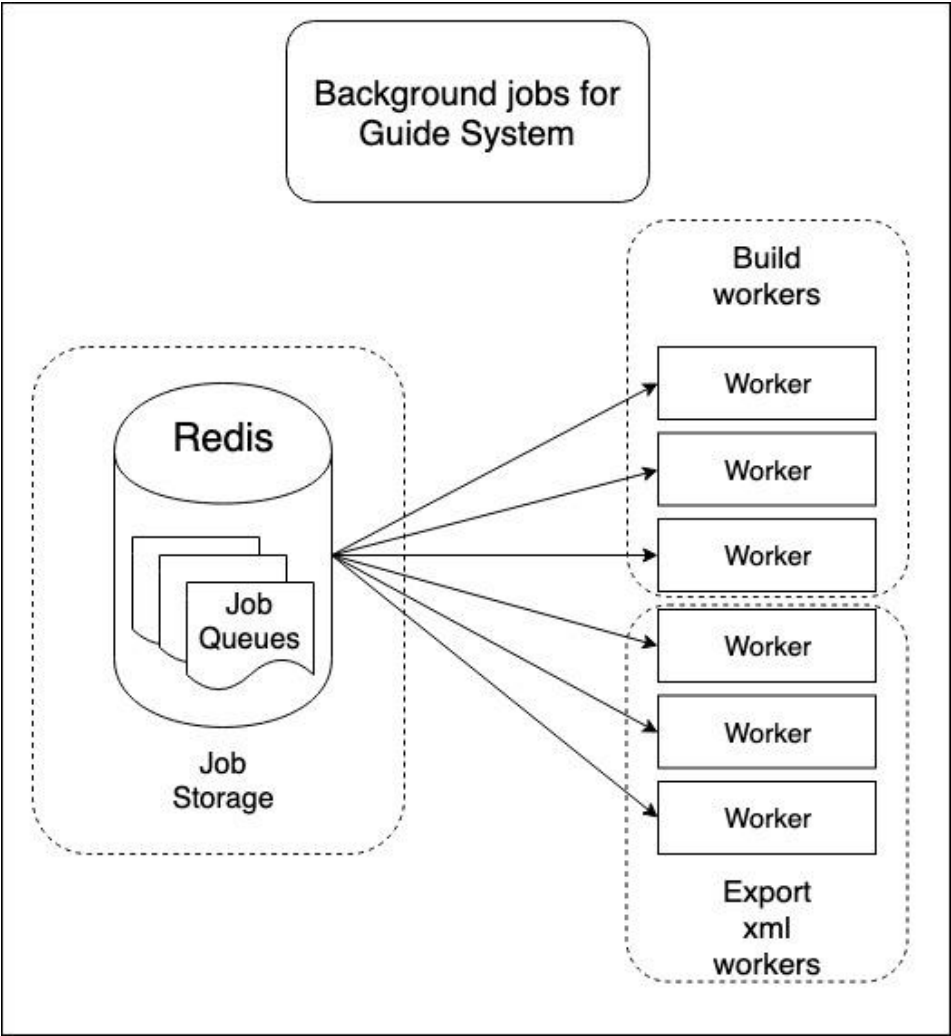 Background jobs for
Guide System
Build
workers
Worker
Worker
Worker
Redis
Job
Queues
Job
Storage
Worker
Worker
Worker
Export
xml
workers